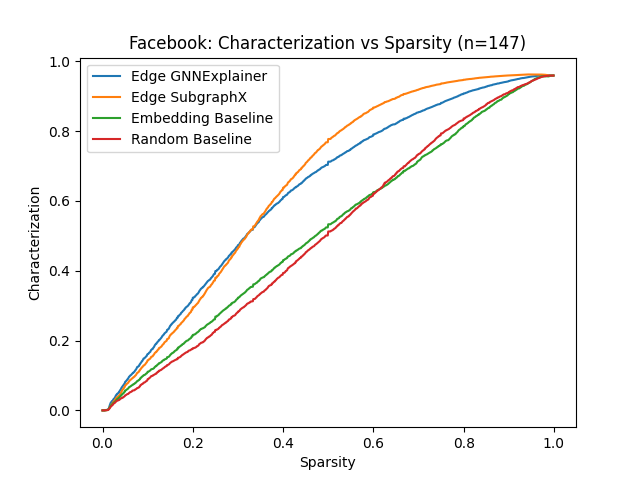 Facebook: Characterization vs Sparsity (n=147)
Edge GNNExplainer
Edge SubgraphX
Embedding Baseline
Random Baseline
Characterization
1.0
0.8
0.6
0.4
0.2
0.0
0.0 0.2 0.4 0.6 0.8 1.0
Sparsity